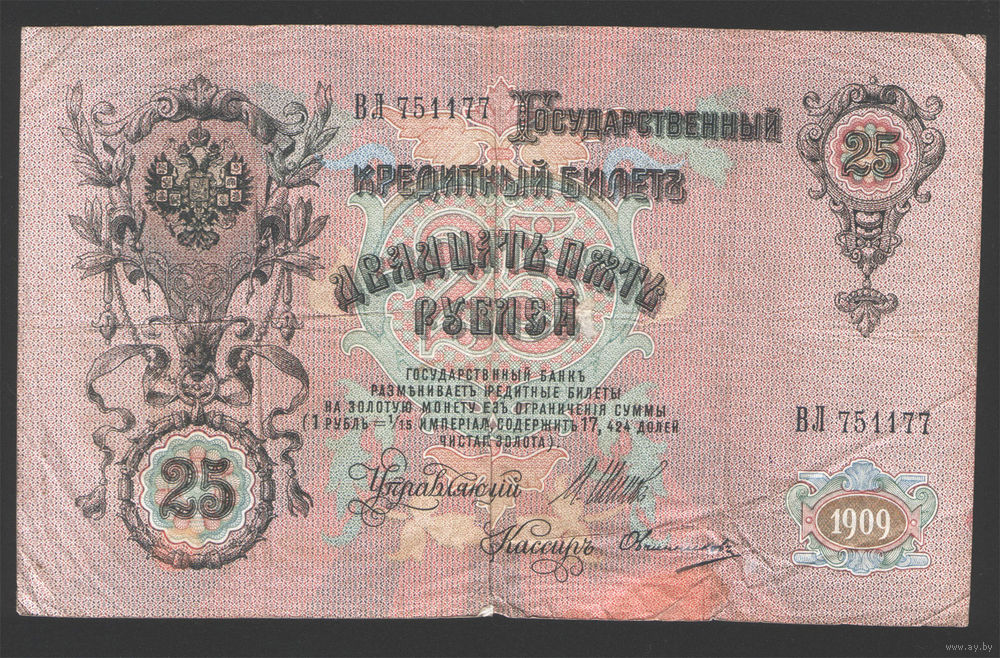 ВЛ 751177
Государственный
Кредитный Билетъ
Двадцать пять
рублей
25
25
Государственный Банкъ
размѣниваетъ кредитные билеты
на золотую монету безъ ограниченія суммы
(1 рубль = 1/15 имперіала, содержитъ 17,424 долей
чистаго золота).
ВЛ 751177
25
Управляющій
Кассиръ
1909
www.ay.by